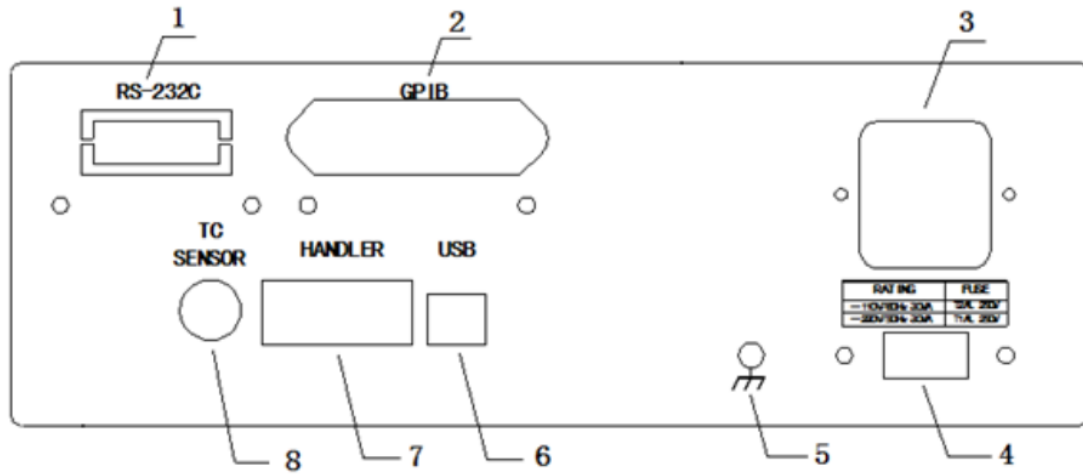 1
2
3
RS-232C
GPIB
TC
SENSOR
HANDLER
USB
RATING FUSE
8
7
6
5
4